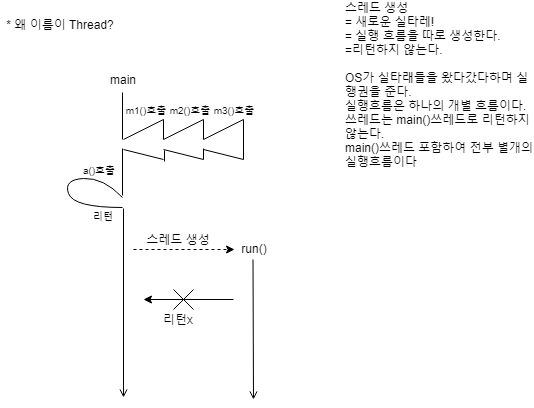 * 왜 이름이 Thread?
main
m1()호출 m2()호출 m3()호출
a()호출
리턴
스레드 생성
run()
리턴x
스레드 생성
= 새로운 실타레!
= 실행 흐름을 따로 생성한다.
=리턴하지 않는다.
OS가 실타래들을 왔다갔다하며 실
행권을 준다.
실행흐름은 하나의 개별 흐름이다.
쓰레드는 main()쓰레드로 리턴하지
않는다.
main()쓰레드 포함하여 전부 별개의
실행흐름이다